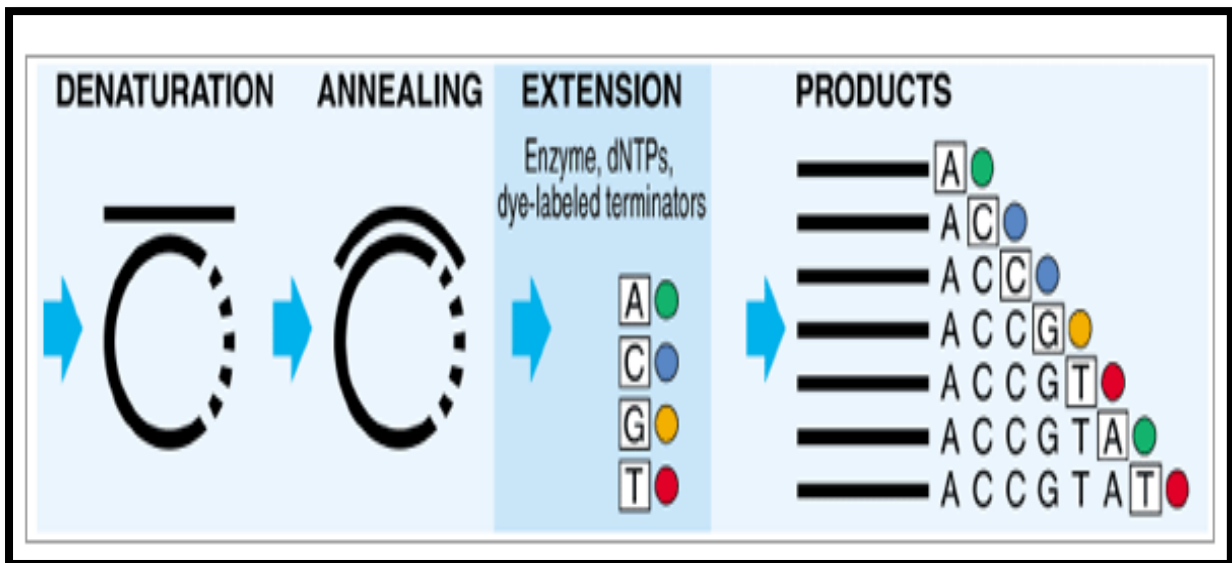 DENATURATION
ANNEALING
EXTENSION
Enzyme, dNTPs,
dye-labeled terminators
A
C
G
T
PRODUCTS
A
A C
A C C
A C C G
A C C G T
A C C G T A
A C C G T A T